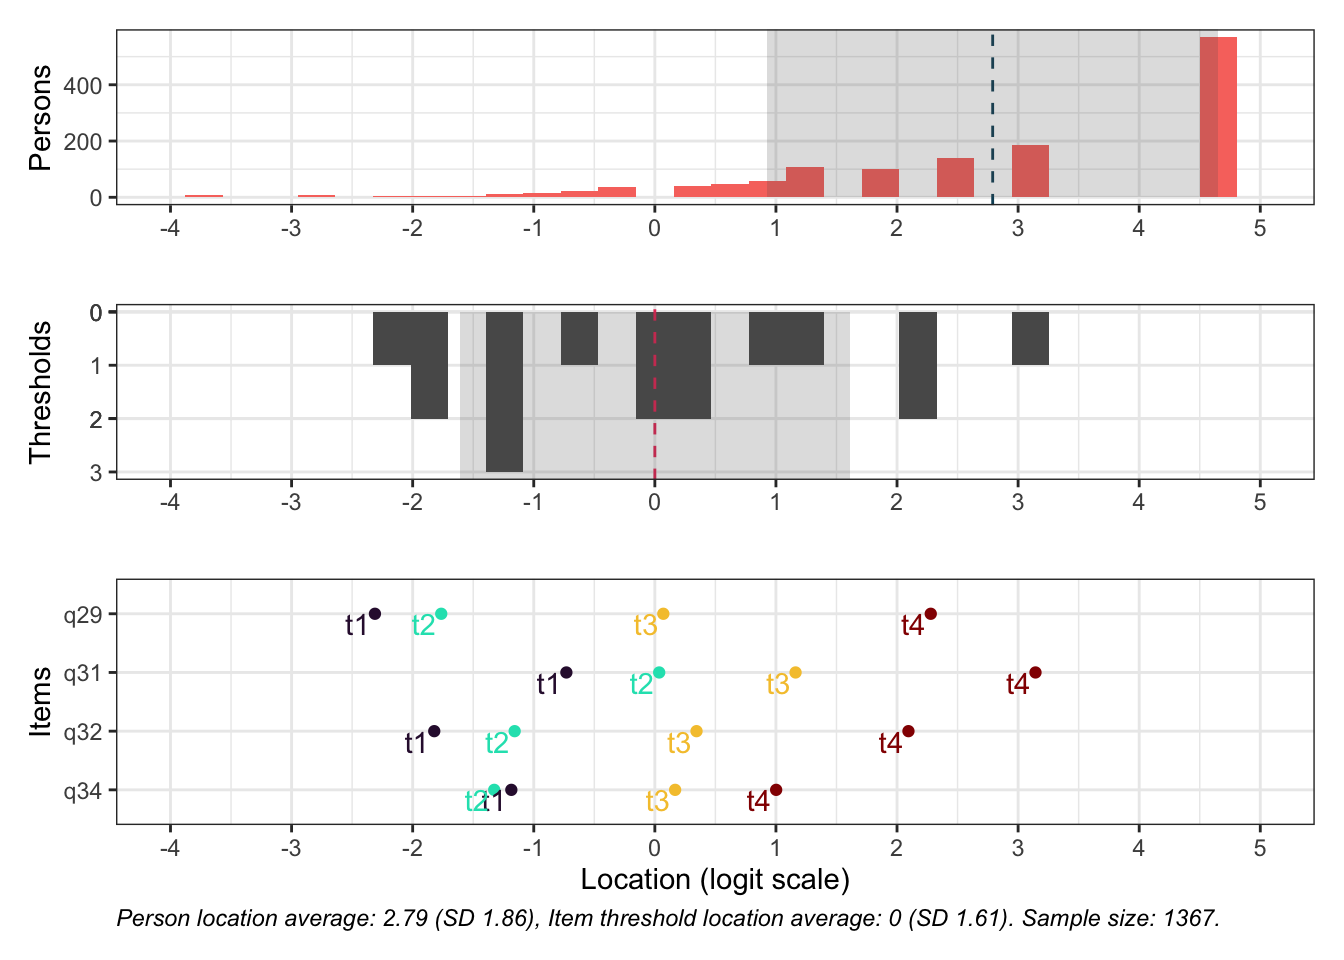 Persons
400
200
0
-4 -3 -2 -1 0 1 2 3 4 5
Thresholds
0
1
2
3
-4 -3 -2 -1 0 1 2 3 4 5
Items
q29 t1 t2 t3 t4
q31 t1 t2 t3 t4
q32 t1 t2 t3 t4
q34 t2 t1 t3 t4
-4 -3 -2 -1 0 1 2 3 4 5
Location (logit scale)
Person location average: 2.79 (SD 1.86), Item threshold location average: 0 (SD 1.61). Sample size: 1367.